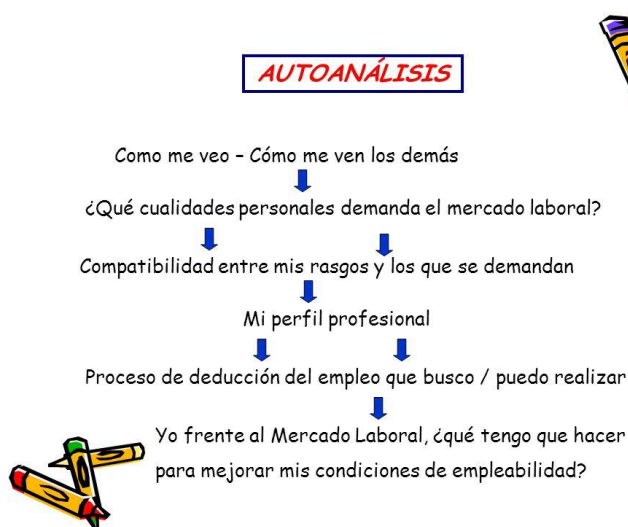 AUTOANÁLISIS
Como me veo – Cómo me ven los demás
¿Qué cualidades personales demanda el mercado laboral?
Compatibilidad entre mis rasgos y los que se demandan
Mi perfil profesional
Proceso de deducción del empleo que busco / puedo realizar
Yo frente al Mercado Laboral, ¿qué tengo que hacer
para mejorar mis condiciones de empleabilidad?